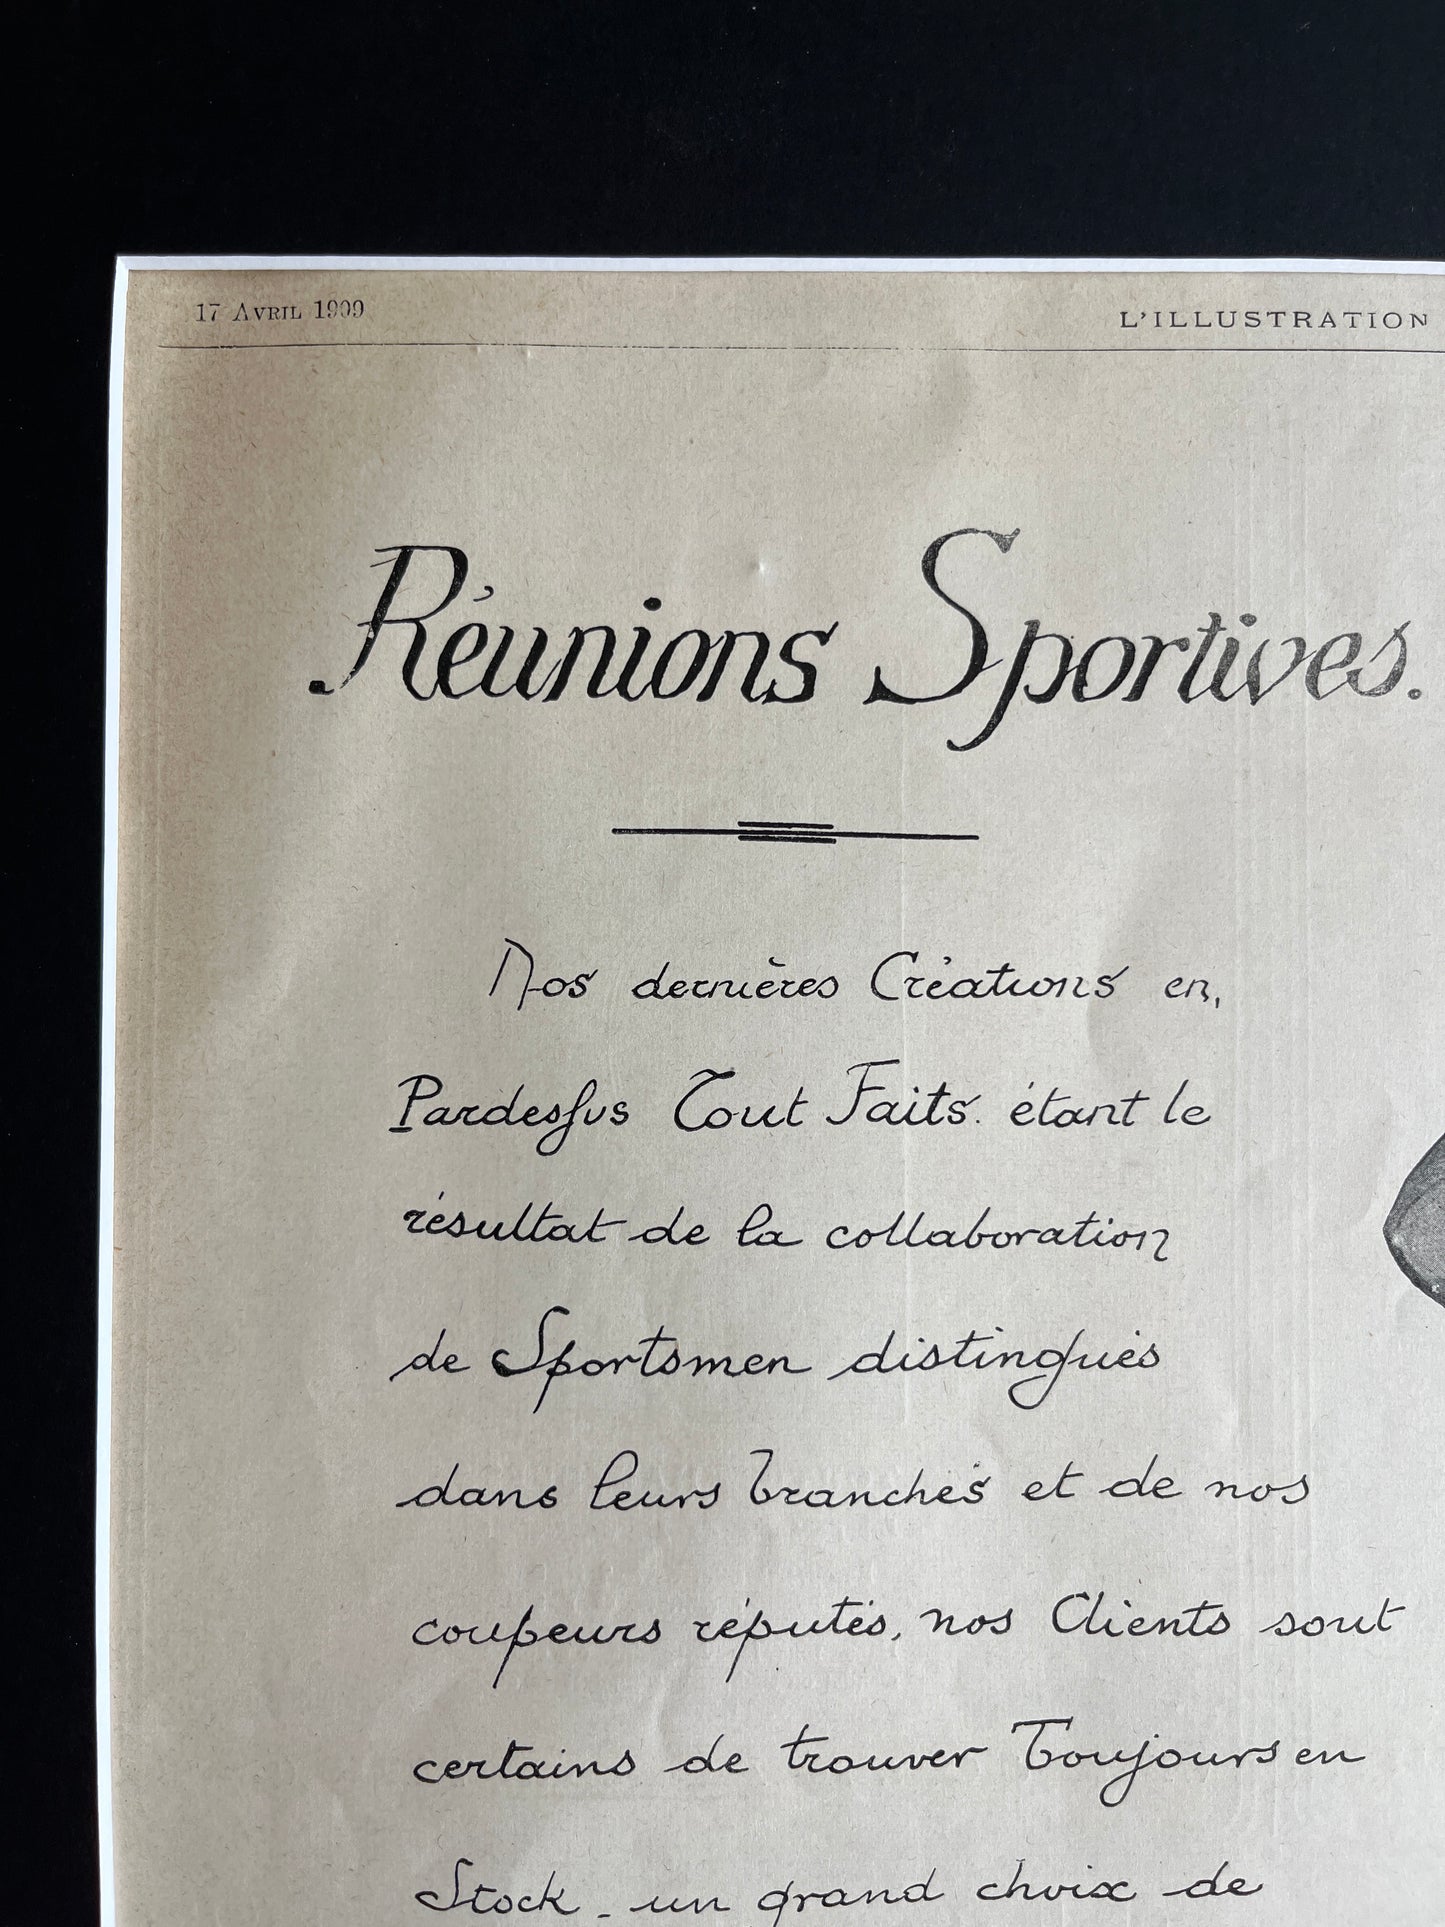 17 AVRIL 1909
L'ILLUSTRATION
Réunions Sportives.
Nos dernières Créations en,
Pardessus Tout Faits. étant le
résultat de la collaboration
de Sportsmen distingués
dans leurs branches et de nos
coupeurs réputés, nos Clients sont
certains de trouver Toujours en
Stock - un grand choix de